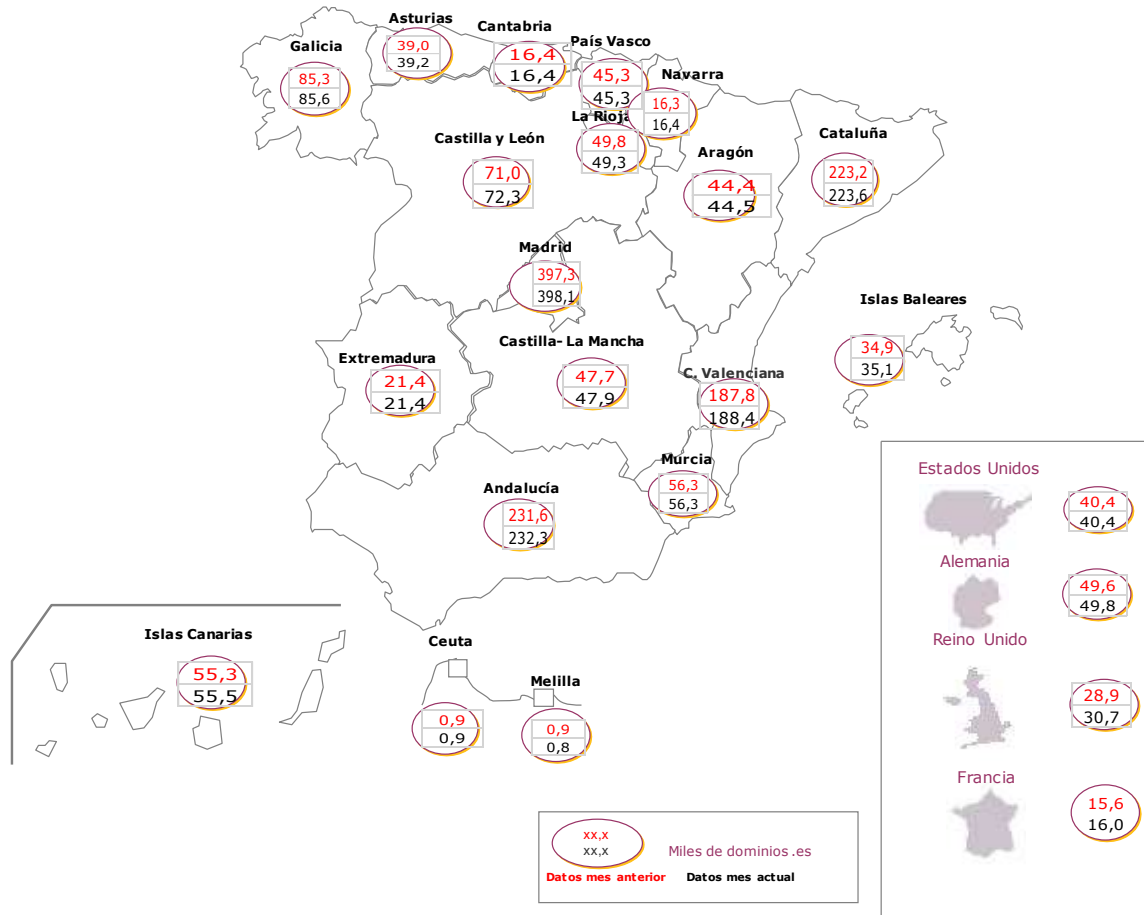 Asturias
39,0
39,2
Cantabria
16,4
16,4
Galicia
85,3
85,6
País Vasco
45,3
45,3
Navarra
16,3
16,4
La Rioja
49,8
49,3
Castilla y León
71,0
72,3
Aragón
44,4
44,5
Cataluña
223,2
223,6
Madrid
397,3
398,1
Islas Baleares
34,9
35,1
Castilla- La Mancha
47,7
47,9
Extremadura
21,4
21,4
C. Valenciana
187,8
188,4
Murcia
56,3
56,3
Andalucía
231,6
232,3
Islas Canarias
55,3
55,5
Ceuta
0,9
0,9
Melilla
0,9
0,8
Estados Unidos
40,4
40,4
Alemania
49,6
49,8
Reino Unido
28,9
30,7
Francia
15,6
16,0
xx,x
xx,x
Miles de dominios .es
Datos mes anterior Datos mes actual